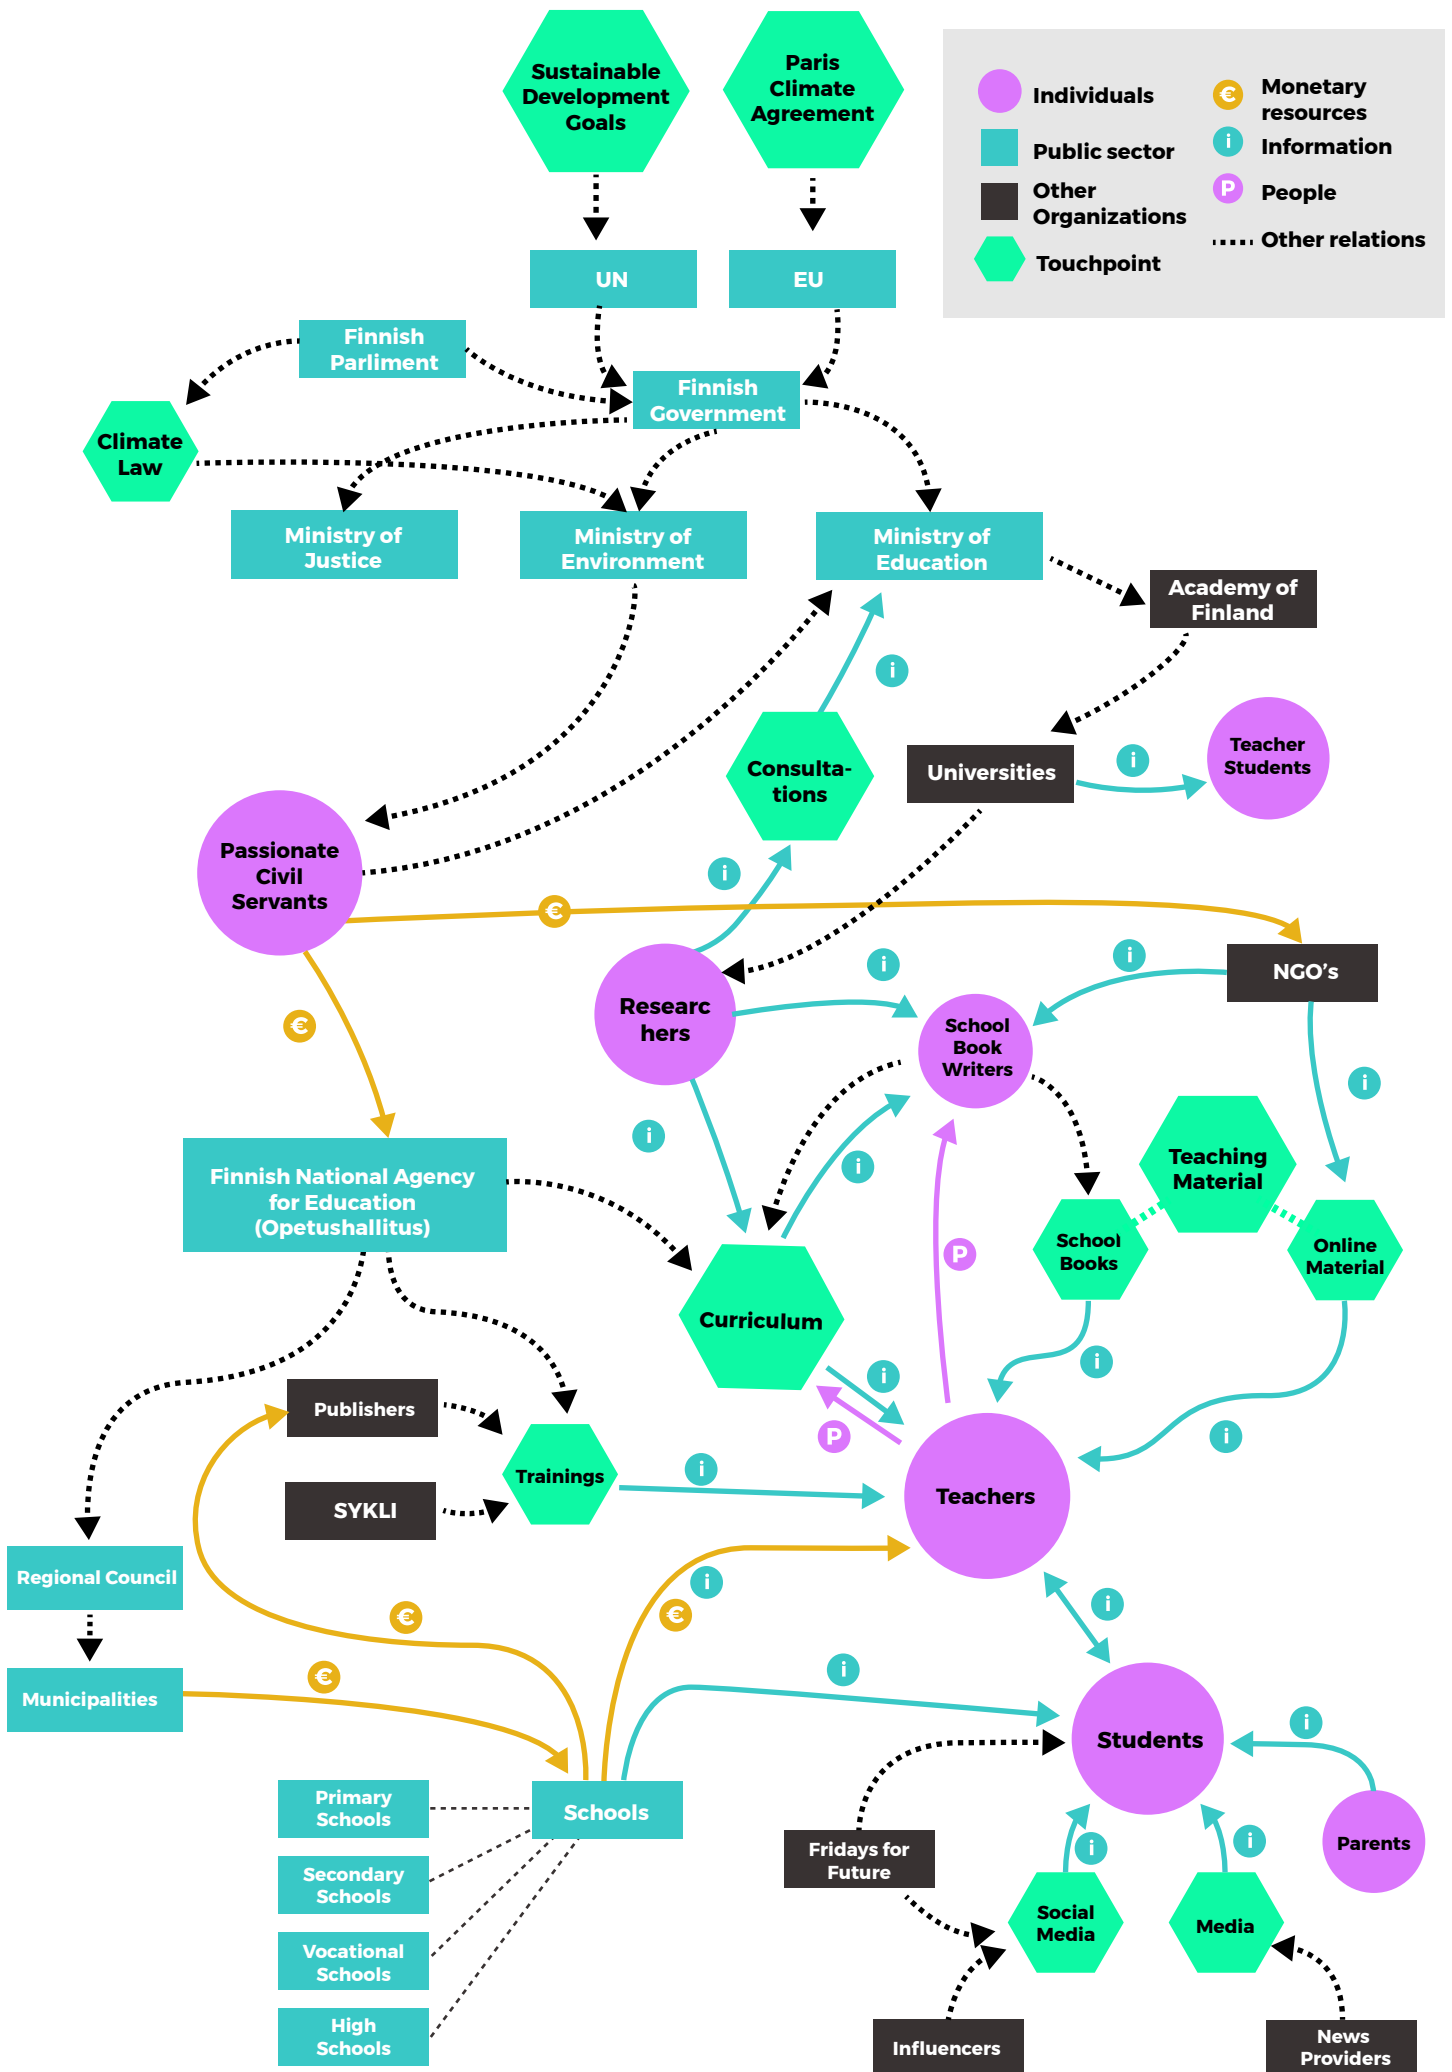 Sustainable
Development
Goals
Paris
Climate
Agreement
Individuals
Public sector
Other
Organizations
Touchpoint
€
Monetary
resources
i
Information
P
People
Other relations
UN
EU
Finnish
Parliment
Finnish
Government
Climate
Law
Ministry of
Justice
Ministry of
Environment
Ministry of
Education
Academy of
Finland
i
Consulta-
tions
Universities
i
Teacher
Students
Passionate
Civil
Servants
i
€
€
Researc
hers
i
i
NGO's
School
Book
Writers
i
i
i
Teaching
Material
Finnish National Agency
for Education
(Opetushallitus)
School
Books
Online
Material
P
Curriculum
i
P
i
i
Publishers
Trainings
i
SYKLI
Teachers
Regional Council
i
€
€
i
Municipalities
€
i
Students
i
Primary
Schools
Schools
Secondary
Schools
Vocational
Schools
High
Schools
Fridays for
Future
i
i
Parents
Social
Media
Media
Influencers
News
Providers